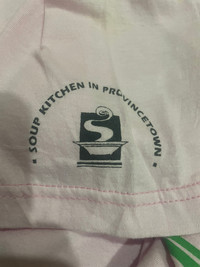 • SOUP KITCHEN IN PROVINCETOWN •
S